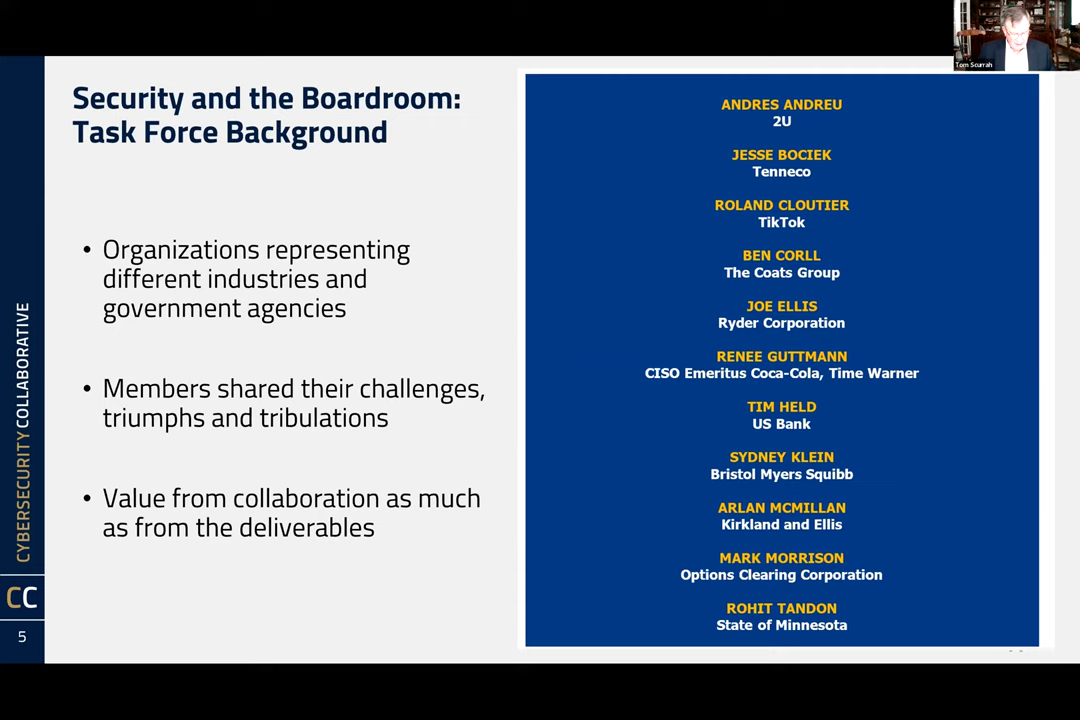 Tom Scurrah
Security and the Boardroom:
Task Force Background
• Organizations representing
different industries and
government agencies
• Members shared their challenges,
triumphs and tribulations
• Value from collaboration as much
as from the deliverables
ANDRES ANDREU
2U
JESSE BOCIEK
Tenneco
ROLAND CLOUTIER
TikTok
BEN CORLL
The Coats Group
JOE ELLIS
Ryder Corporation
RENEE GUTTMANN
CISO Emeritus Coca-Cola, Time Warner
TIM HELD
US Bank
SYDNEY KLEIN
Bristol Myers Squibb
ARLAN MCMILLAN
Kirkland and Ellis
MARK MORRISON
Options Clearing Corporation
ROHIT TANDON
State of Minnesota
CYBERSECURITY COLLABORATIVE
CC
5